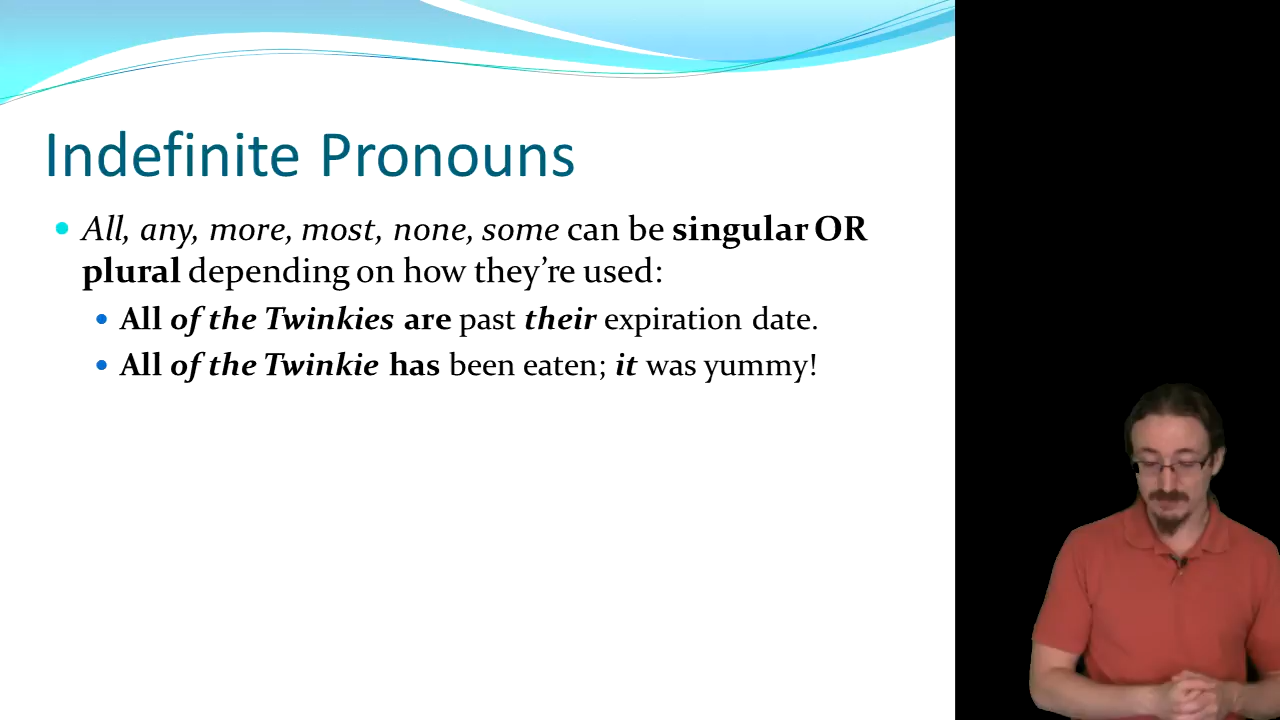 Indefinite Pronouns
All, any, more, most, none, some can be singular OR
plural depending on how they’re used:
All of the Twinkies are past their expiration date.
All of the Twinkie has been eaten; it was yummy!